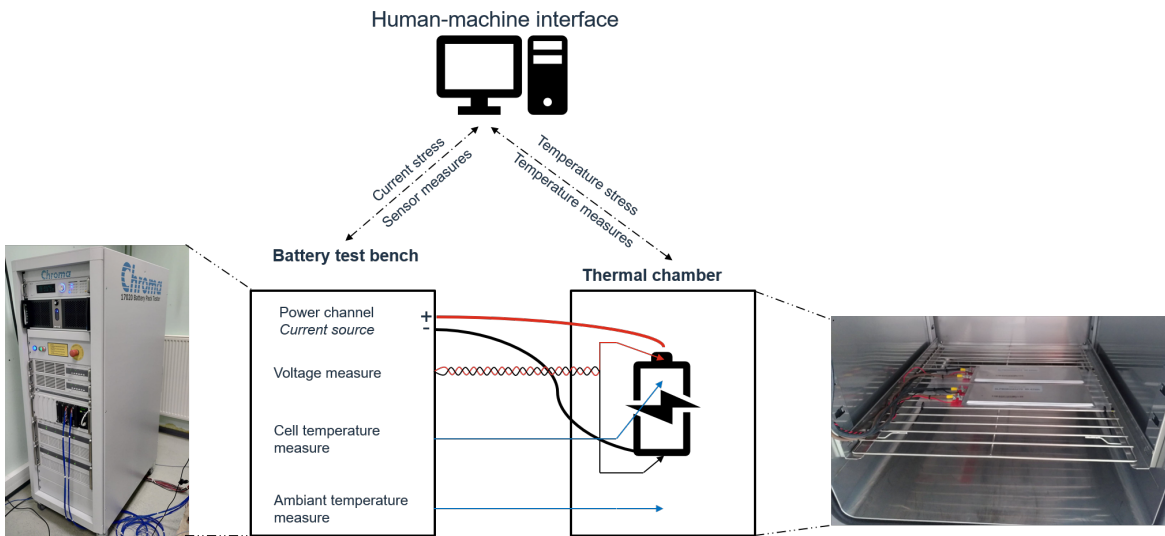 Human-machine interface
Current stress
Sensor measures
Temperature stress
Temperature measures
Battery test bench
Thermal chamber
Power channel
Current source
+
-
Voltage measure
Cell temperature
measure
Ambiant temperature
measure
Chroma
Chroma
17020 Battery Pack Tester